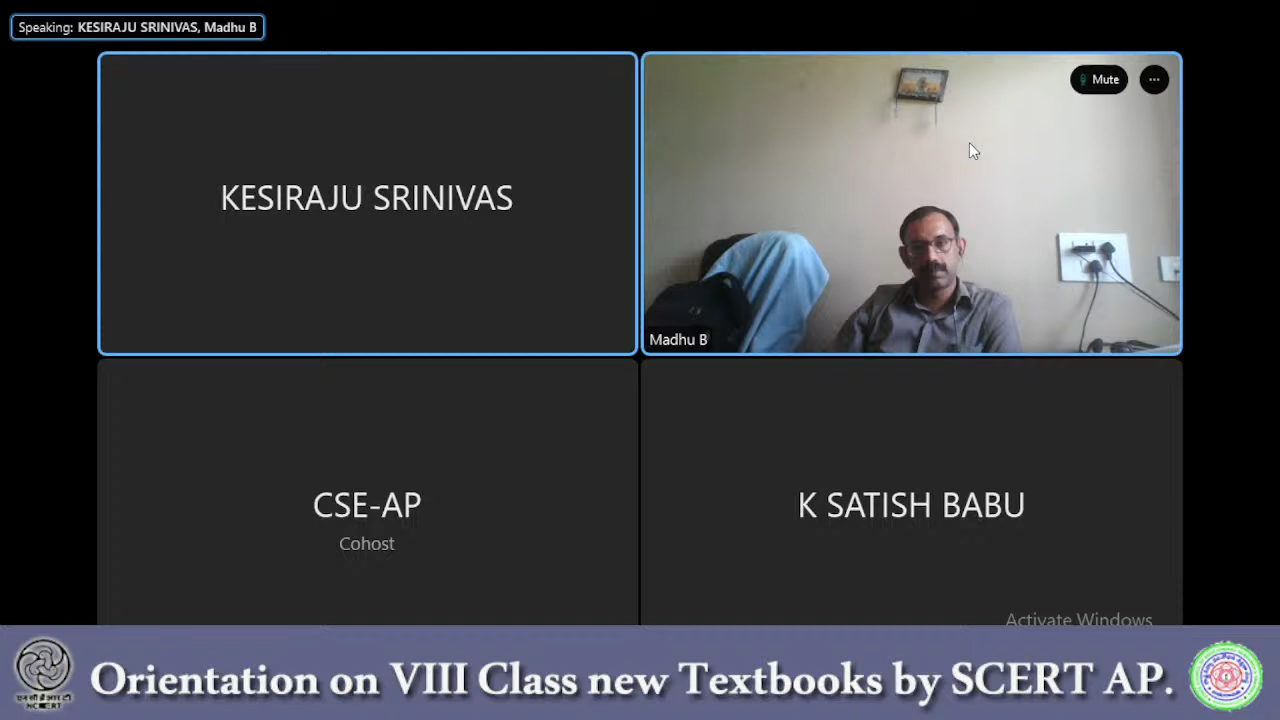 Speaking: KESIRAJU SRINIVAS, Madhu B
KESIRAJU SRINIVAS
Mute
Madhu B
CSE-AP
Cohost
K SATISH BABU
Activate Windows
Orientation on VIII Class new Textbooks by SCERT AP.
NCERT